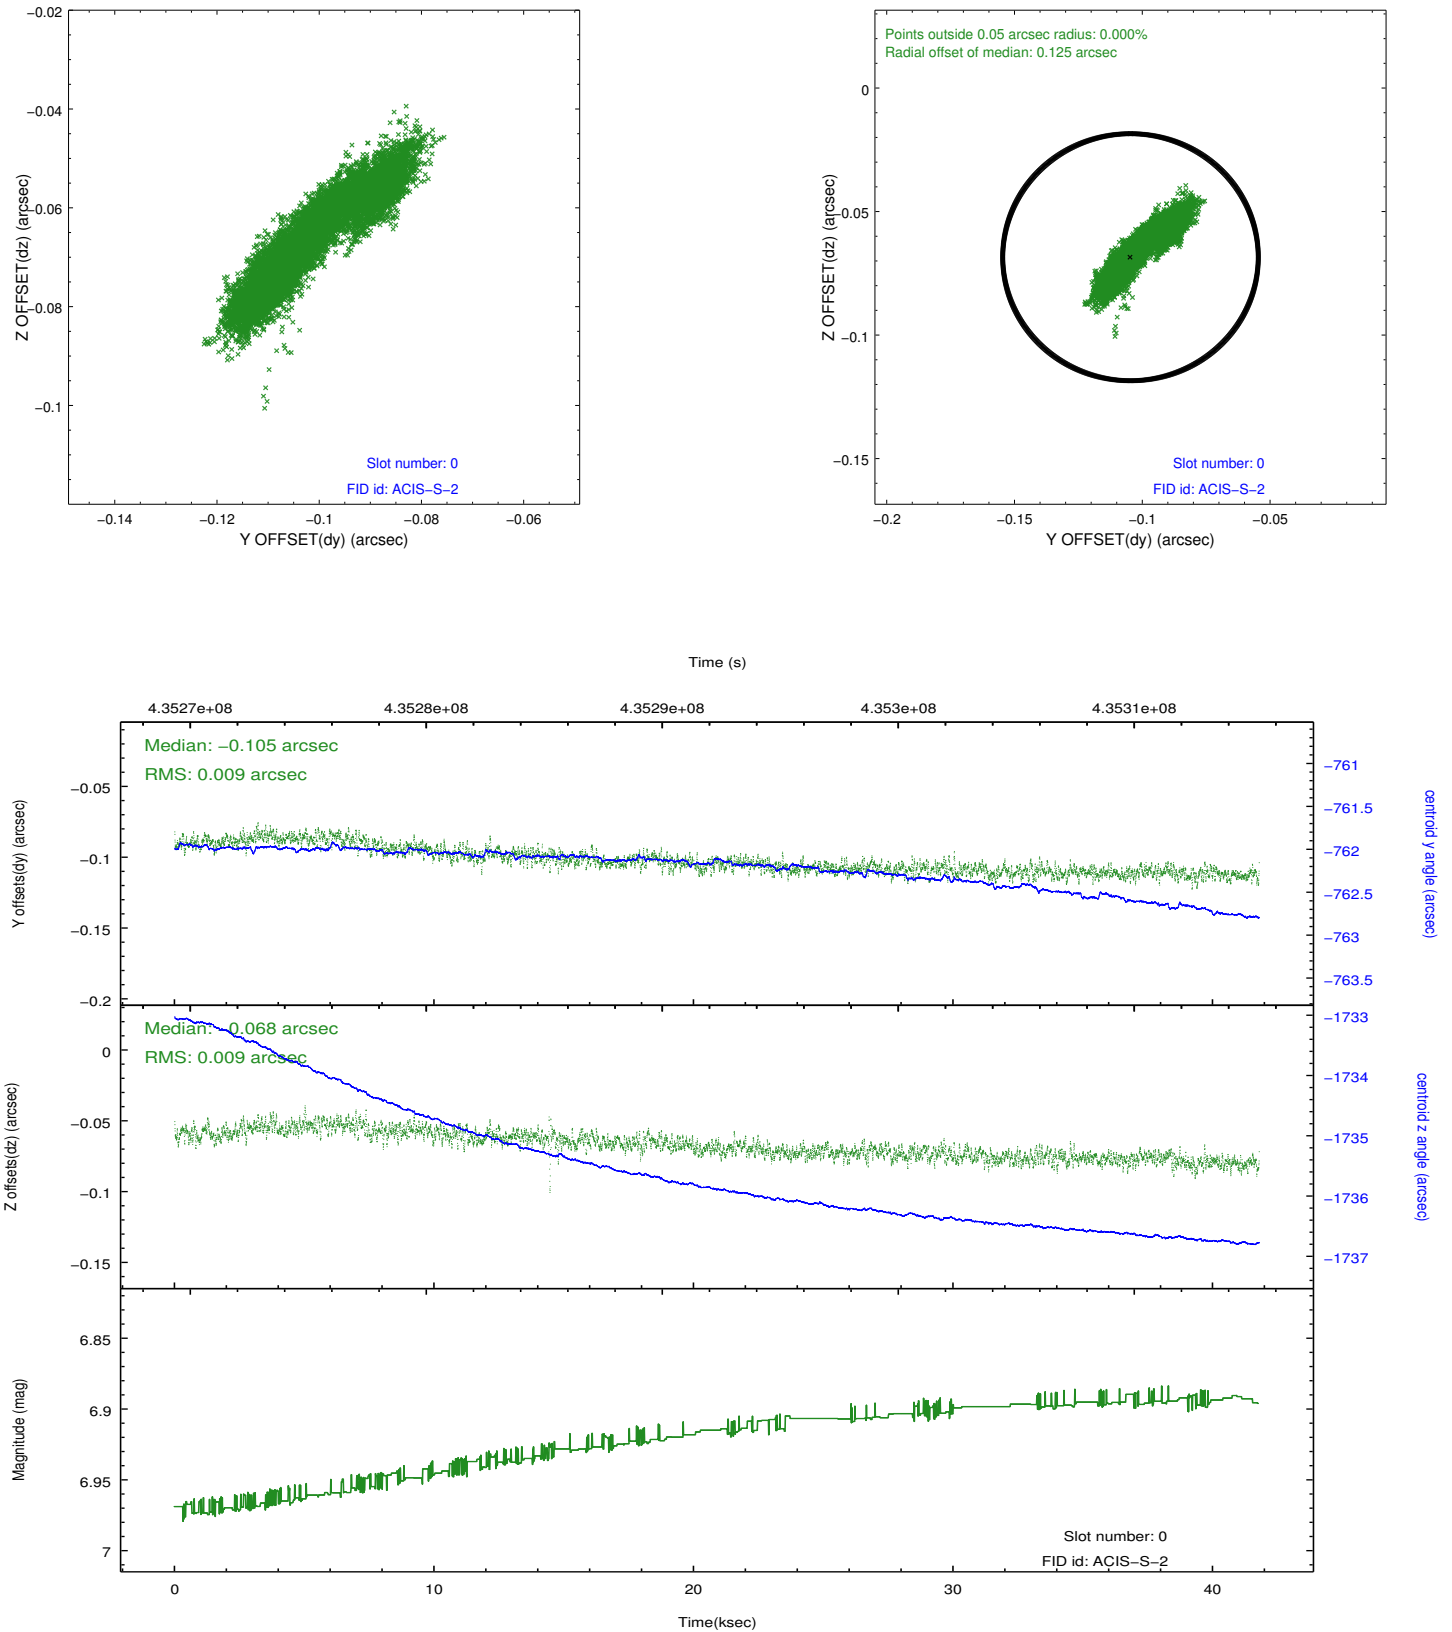 −0.02
−0.04
−0.06
−0.08
−0.1
Z OFFSET(dz) (arcsec)
Slot number: 0
FID id: ACIS−S−2
−0.14 −0.12 −0.1 −0.08 −0.06
Y OFFSET(dy) (arcsec)
Points outside 0.05 arcsec radius: 0.000%
Radial offset of median: 0.125 arcsec
0
−0.05
−0.1
−0.15
Z OFFSET(dz) (arcsec)
Slot number: 0
FID id: ACIS−S−2
−0.2 −0.15 −0.1 −0.05
Y OFFSET(dy) (arcsec)
Time (s)
4.3527e+08 4.3528e+08 4.3529e+08 4.353e+08 4.3531e+08
Median: −0.105 arcsec
RMS: 0.009 arcsec
−0.05
−0.1
−0.15
−0.2
Y offsets(dy) (arcsec)
−761
−761.5
−762
−762.5
−763
−763.5
centroid y angle (arcsec)
Median: −0.068 arcsec
RMS: 0.009 arcsec
0
−0.05
−0.1
−0.15
Z offsets(dz) (arcsec)
−1733
−1734
−1735
−1736
−1737
centroid z angle (arcsec)
6.85
6.9
6.95
7
Magnitude (mag)
Slot number: 0
FID id: ACIS−S−2
0 10 20 30 40
Time(ksec)